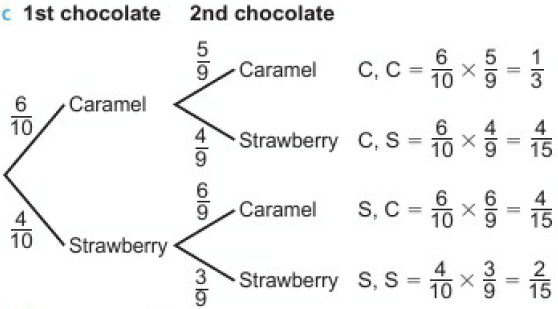 c 1st chocolate 2nd chocolate
5/9 Caramel C, C = 6/10 × 5/9 = 1/3
6/10 Caramel
4/9 Strawberry C, S = 6/10 × 4/9 = 4/15
6/9 Caramel S, C = 6/10 × 6/9 = 4/15
4/10 Strawberry
3/9 Strawberry S, S = 4/10 × 3/9 = 2/15